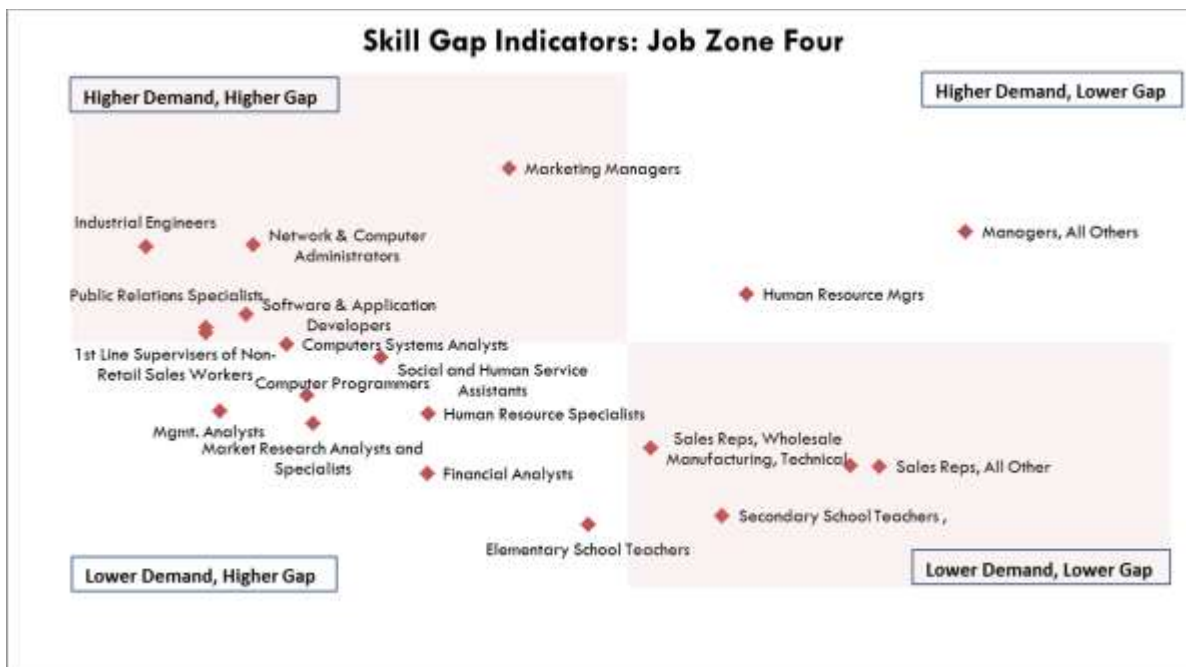 Skill Gap Indicators: Job Zone Four
Higher Demand, Higher Gap
Higher Demand, Lower Gap
Marketing Managers
Industrial Engineers
Network & Computer
Administrators
Managers, All Others
Human Resource Mgrs
Public Relations Specialists
Software & Application
Developers
Computers Systems Analysts
1st Line Supervisers of Non-
Retail Sales Workers
Social and Human Service
Assistants
Computer Programmers
Human Resource Specialists
Mgmt. Analysts
Market Research Analysts and
Specialists
Sales Reps, Wholesale
Manufacturing, Technical
Sales Reps, All Other
Financial Analysts
Secondary School Teachers ,
Elementary School Teachers
Lower Demand, Higher Gap
Lower Demand, Lower Gap